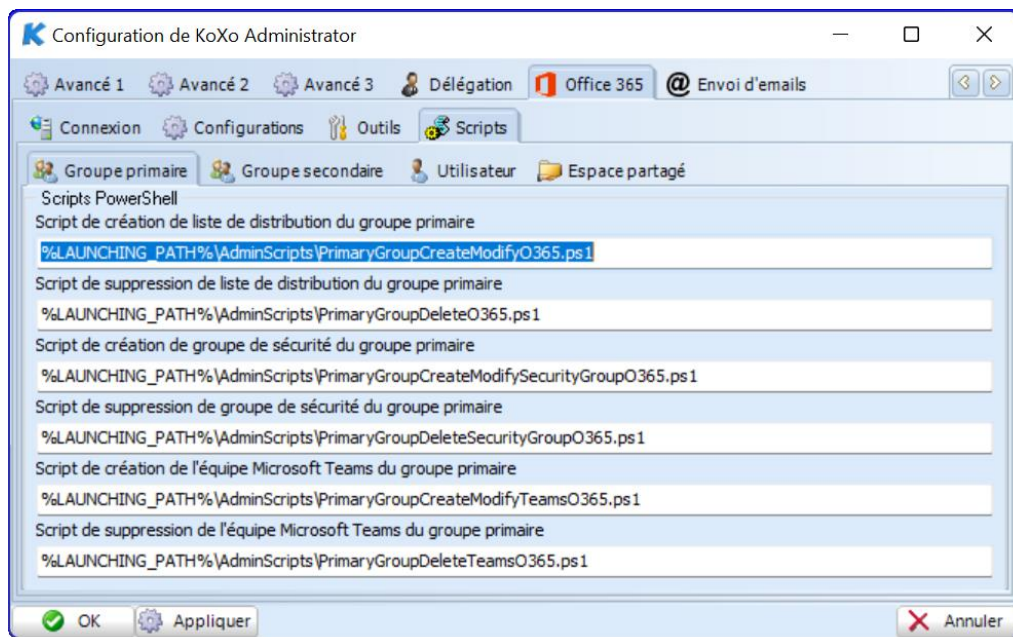 Configuration de KoXo Administrator
Avancé 1 Avancé 2 Avancé 3 Délégation Office 365 @ Envoi d'emails
Connexion Configurations Outils Scripts
Groupe primaire Groupe secondaire Utilisateur Espace partagé
Scripts PowerShell
Script de création de liste de distribution du groupe primaire
%LAUNCHING_PATH%\AdminScripts\PrimaryGroupCreateModifyO365.ps1
Script de suppression de liste de distribution du groupe primaire
%LAUNCHING_PATH%\AdminScripts\PrimaryGroupDeleteO365.ps1
Script de création de groupe de sécurité du groupe primaire
%LAUNCHING_PATH%\AdminScripts\PrimaryGroupCreateModifySecurityGroupO365.ps1
Script de suppression de groupe de sécurité du groupe primaire
%LAUNCHING_PATH%\AdminScripts\PrimaryGroupDeleteSecurityGroupO365.ps1
Script de création de l'équipe Microsoft Teams du groupe primaire
%LAUNCHING_PATH%\AdminScripts\PrimaryGroupCreateModifyTeamsO365.ps1
Script de suppression de l'équipe Microsoft Teams du groupe primaire
%LAUNCHING_PATH%\AdminScripts\PrimaryGroupDeleteTeamsO365.ps1
OK Appliquer Annuler